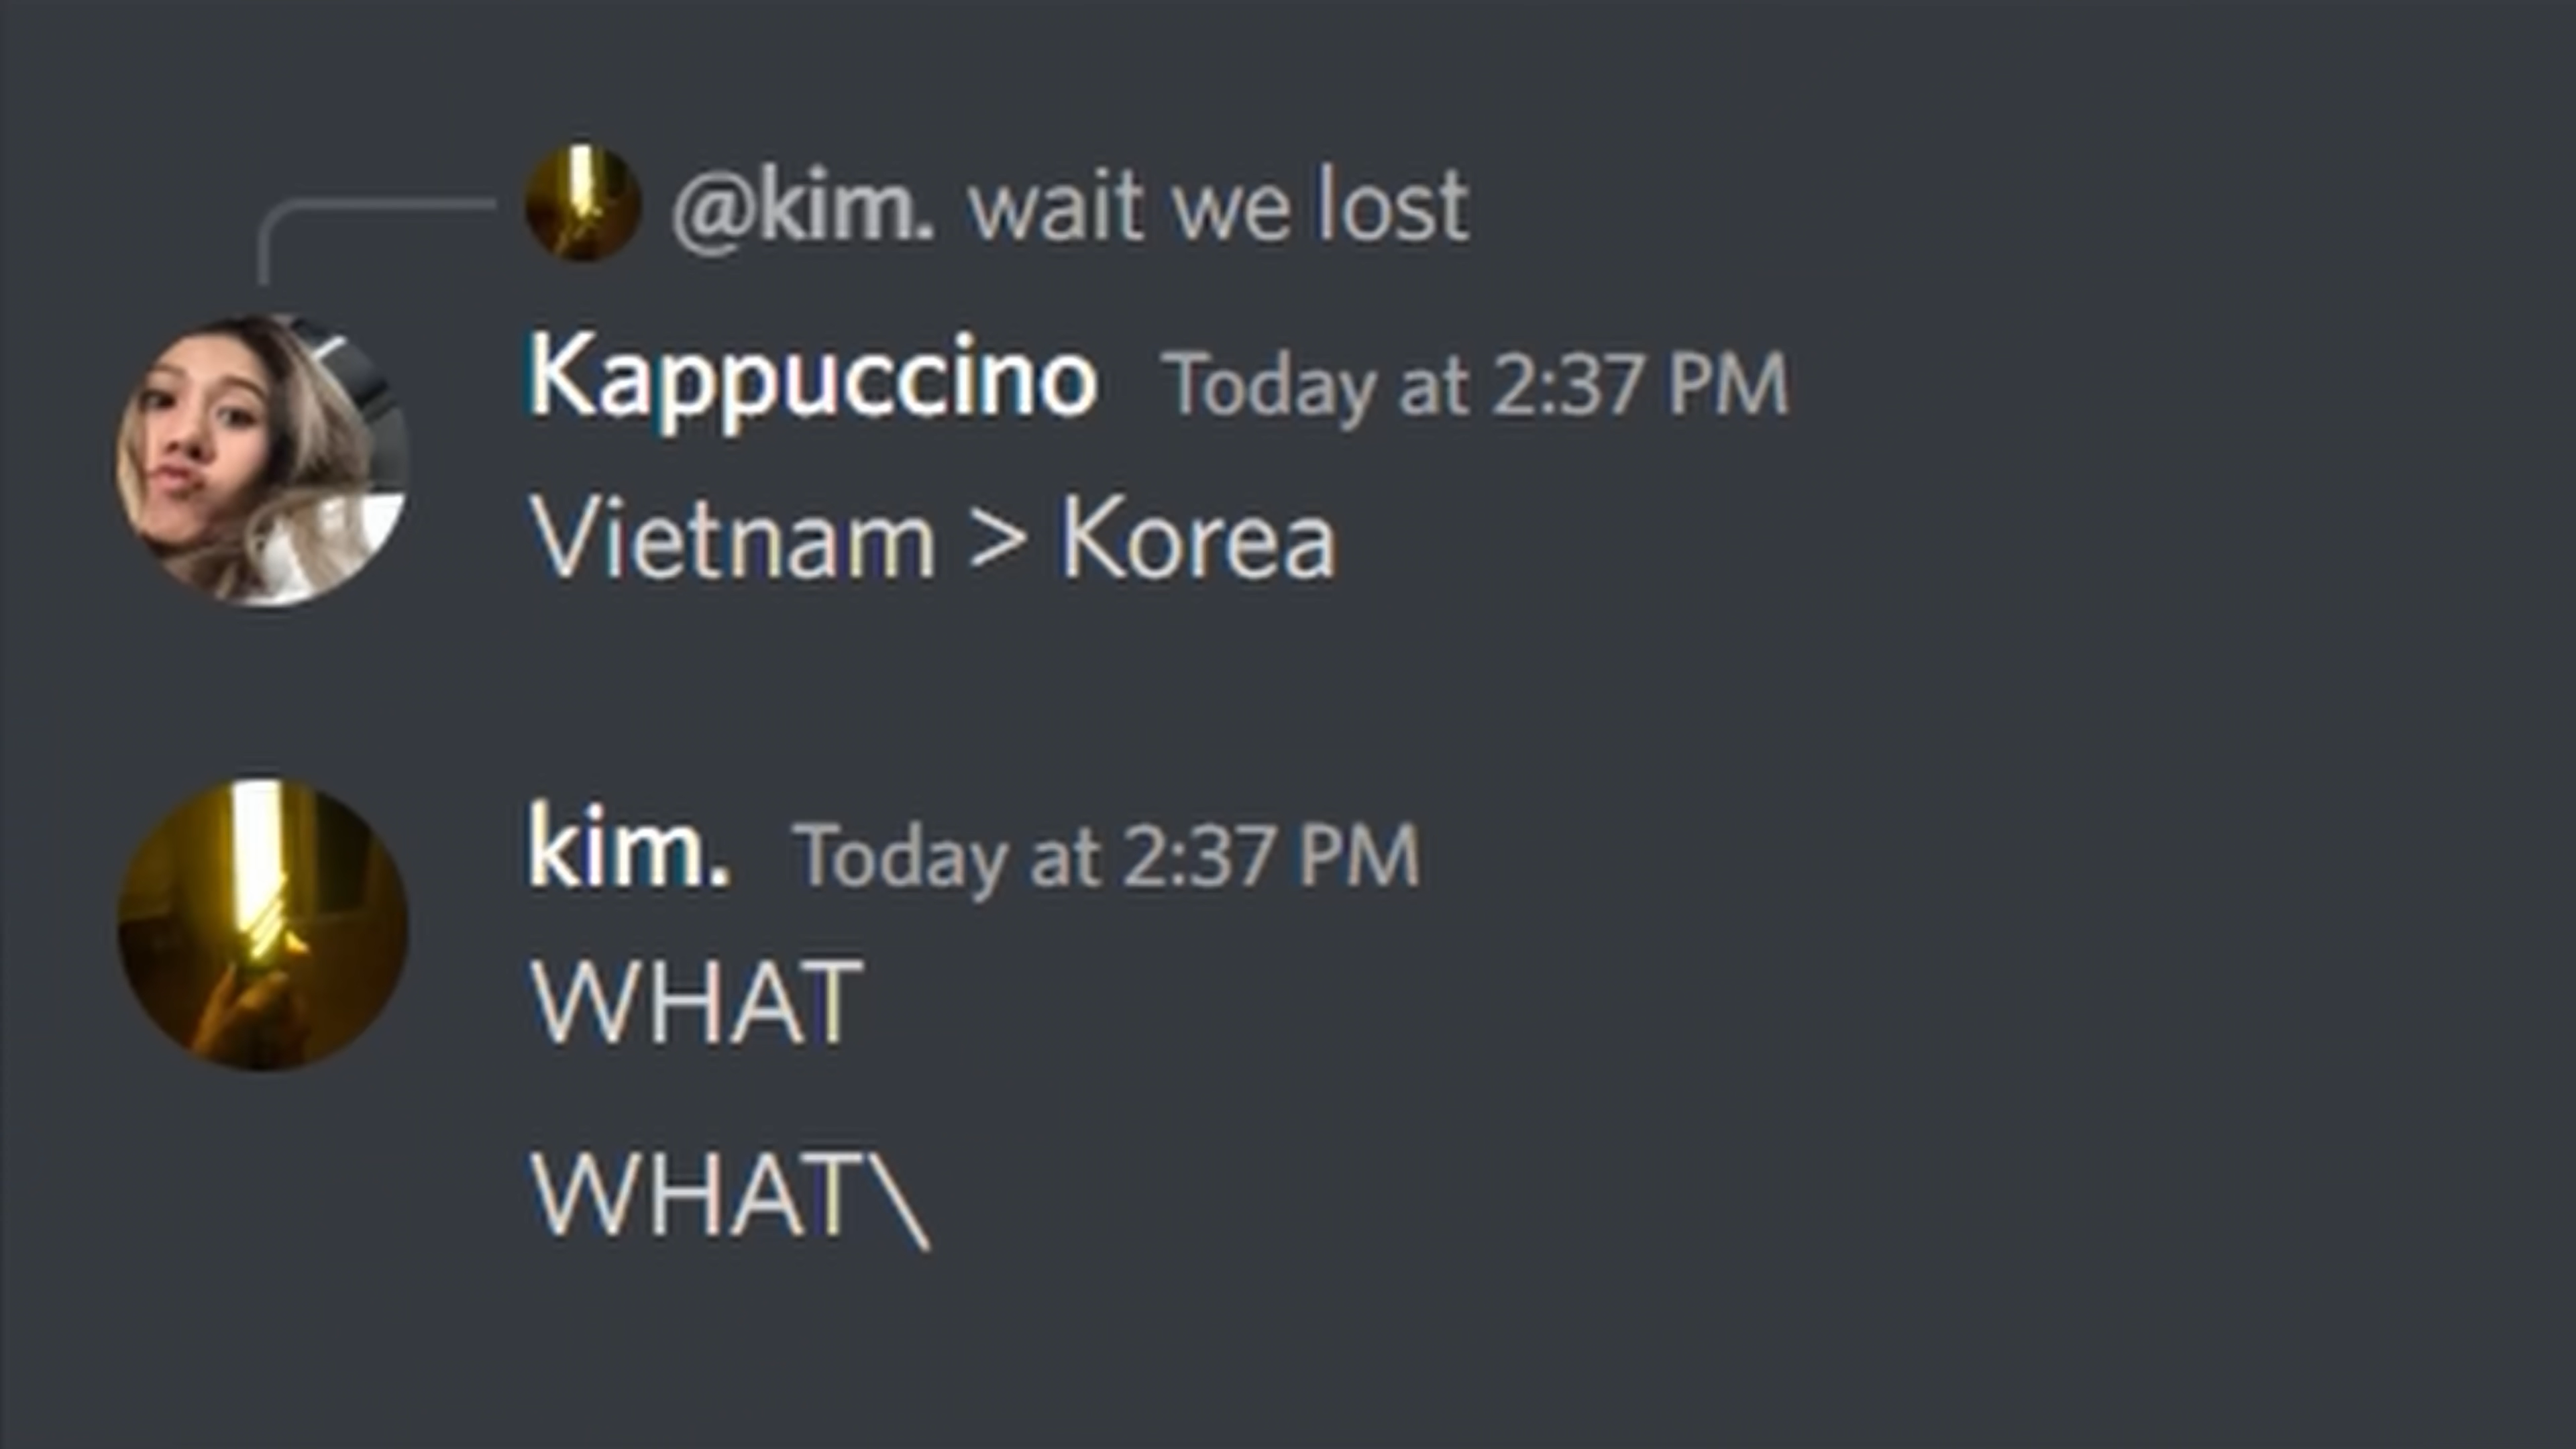 @kim. wait we lost
Kappuccino Today at 2:37 PM
Vietnam > Korea
kim. Today at 2:37 PM
WHAT
WHAT\